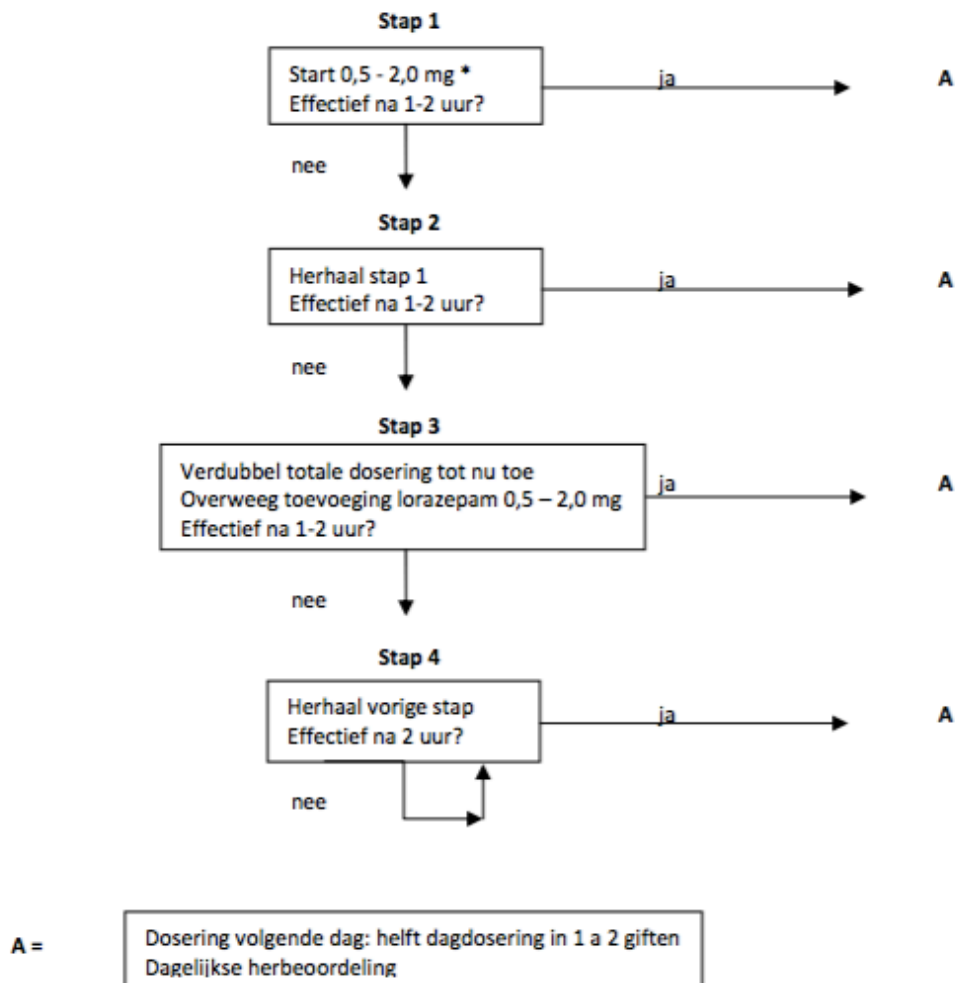 Stap 1
Start 0,5 - 2,0 mg *
Effectief na 1-2 uur?
ja
A
nee
Stap 2
Herhaal stap 1
Effectief na 1-2 uur?
ja
A
nee
Stap 3
Verdubbel totale dosering tot nu toe
Overweeg toevoeging lorazepam 0,5 – 2,0 mg
Effectief na 1-2 uur?
ja
A
nee
Stap 4
Herhaal vorige stap
Effectief na 2 uur?
ja
A
nee
A =
Dosering volgende dag: helft dagdosering in 1 a 2 giften
Dagelijkse herbeoordeling